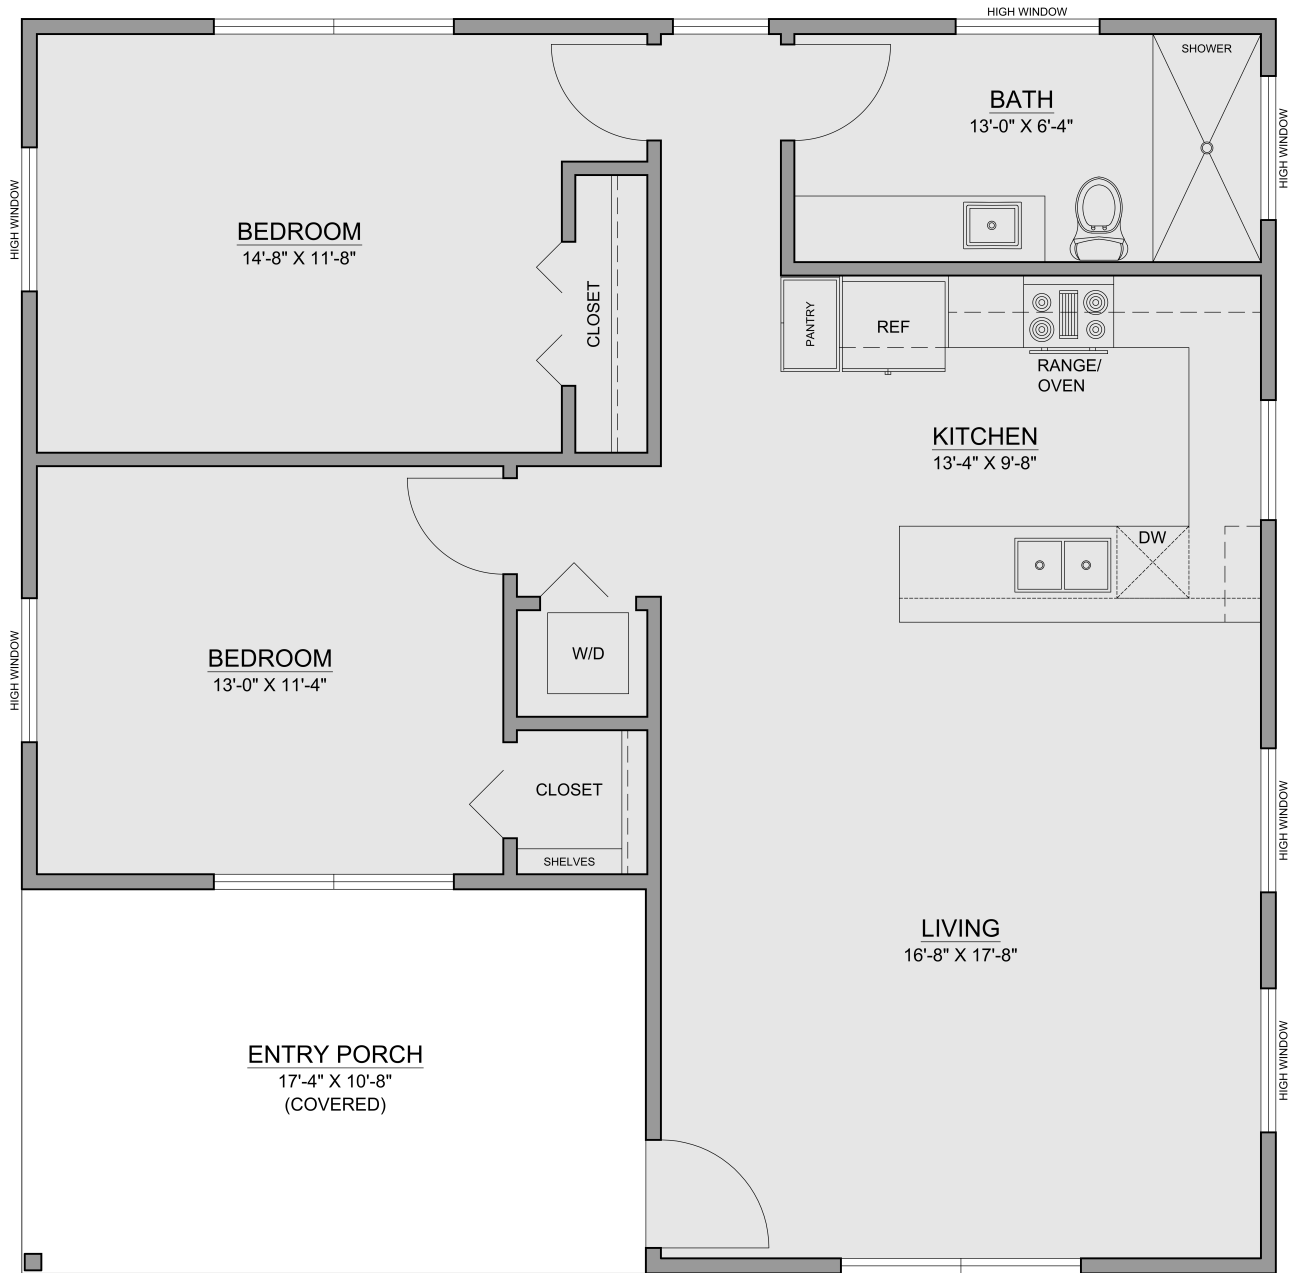 HIGH WINDOW
SHOWER
BATH
13'-0" X 6'-4"
HIGH WINDOW
HIGH WINDOW
BEDROOM
14'-8" X 11'-8"
CLOSET
PANTRY
REF
RANGE/
OVEN
KITCHEN
13'-4" X 9'-8"
DW
HIGH WINDOW
BEDROOM
13'-0" X 11'-4"
W/D
CLOSET
SHELVES
HIGH WINDOW
LIVING
16'-8" X 17'-8"
ENTRY PORCH
17'-4" X 10'-8"
(COVERED)
HIGH WINDOW